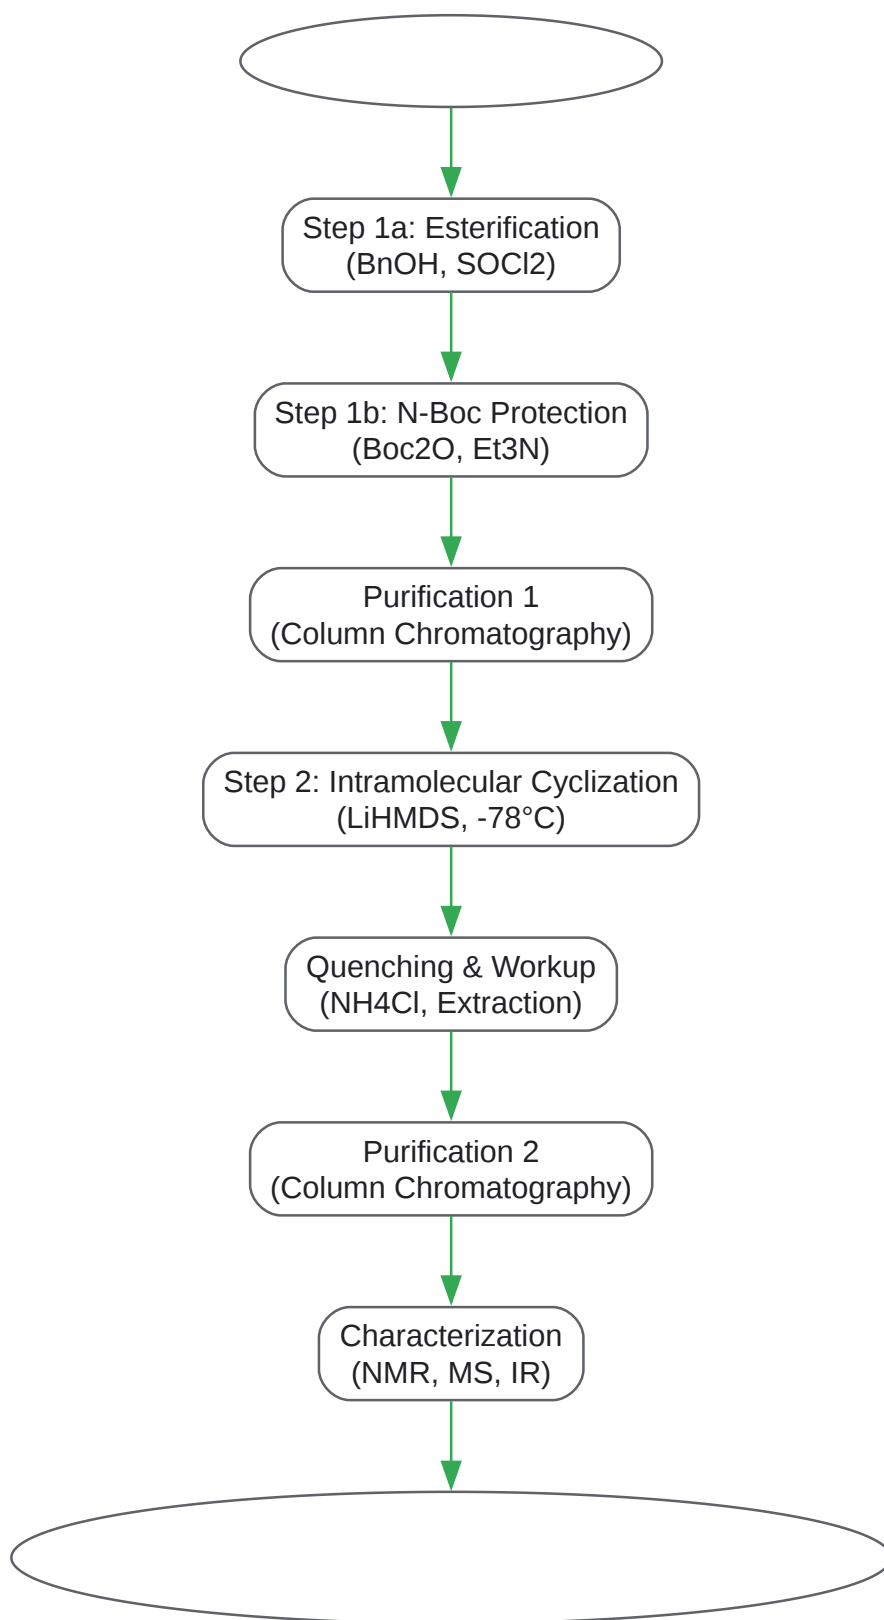 Step 1a: Esterification
(BnOH, SOCl2)
Step 1b: N-Boc Protection
(Boc2O, Et3N)
Purification 1
(Column Chromatography)
Step 2: Intramolecular Cyclization
(LiHMDS, -78°C)
Quenching & Workup
(NH4Cl, Extraction)
Purification 2
(Column Chromatography)
Characterization
(NMR, MS, IR)